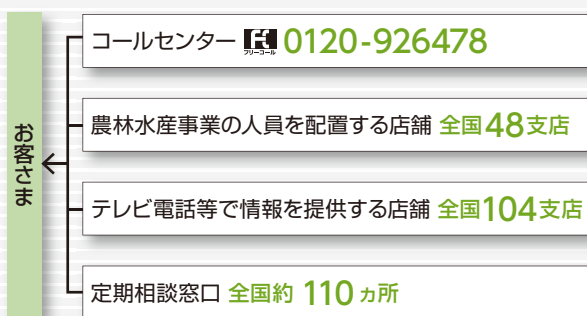 お客さま
コールセンター フリーコール 0120-926478
農林水産事業の人員を配置する店舗 全国48支店
テレビ電話等で情報を提供する店舗 全国104支店
定期相談窓口 全国約 110 ヵ所